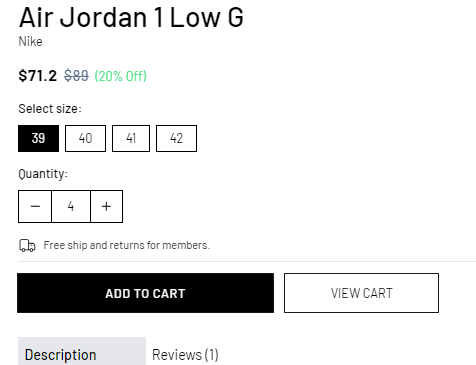 Air Jordan 1 Low G
Nike
$71.2 $89 (20% Off)
Select size:
39 40 41 42
Quantity:
− 4 +
Free ship and returns for members.
ADD TO CART VIEW CART
Description Reviews (1)